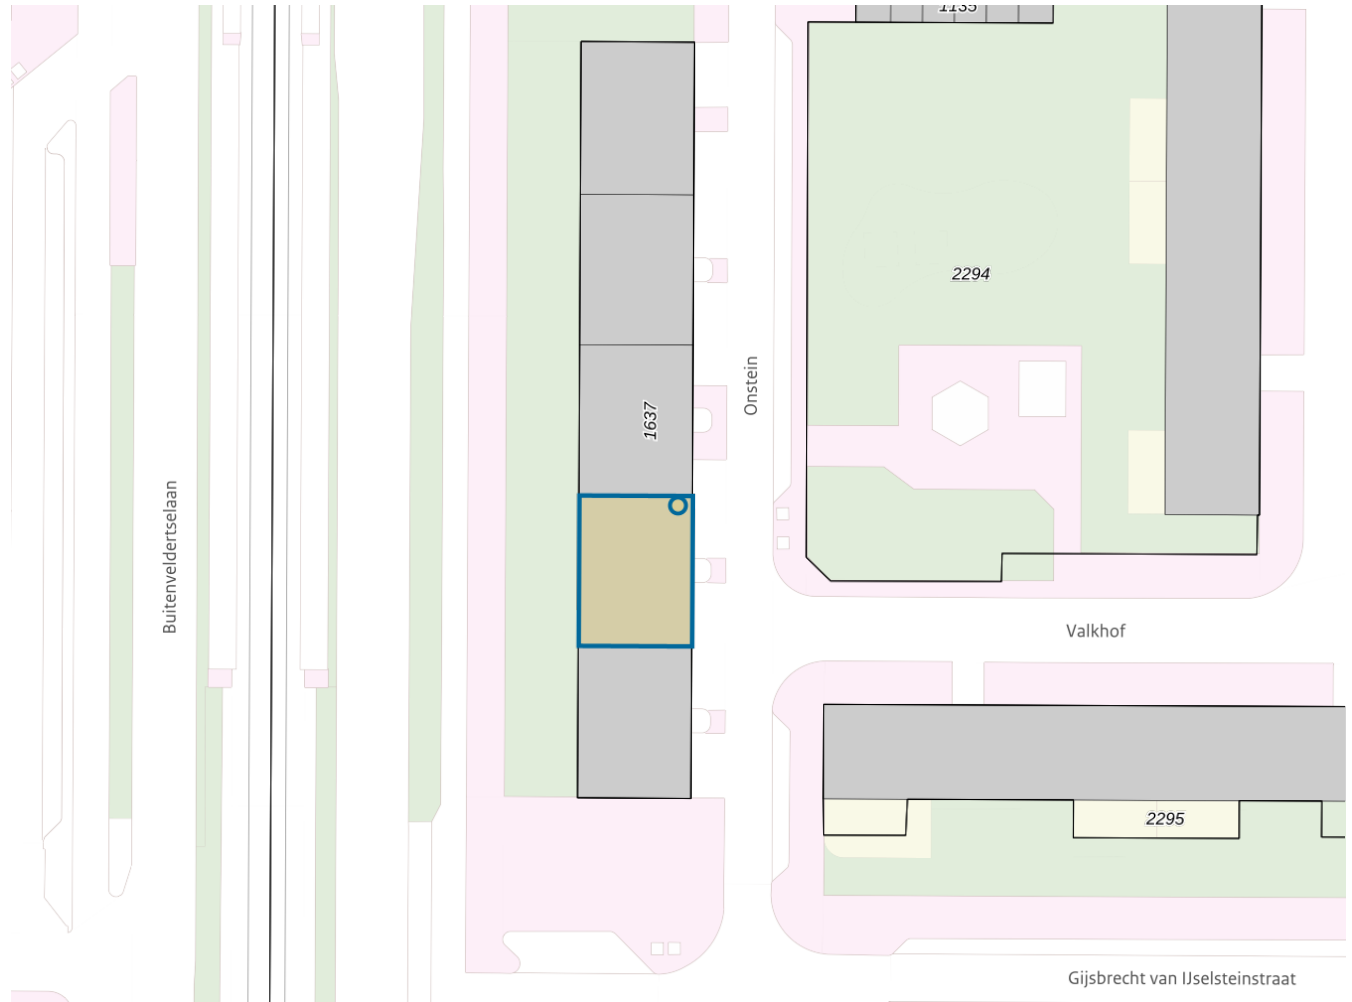 1135
2294
Onstein
1637
Buitenveldertselaan
Valkhof
2295
Gijsbrecht van IJselsteinstraat